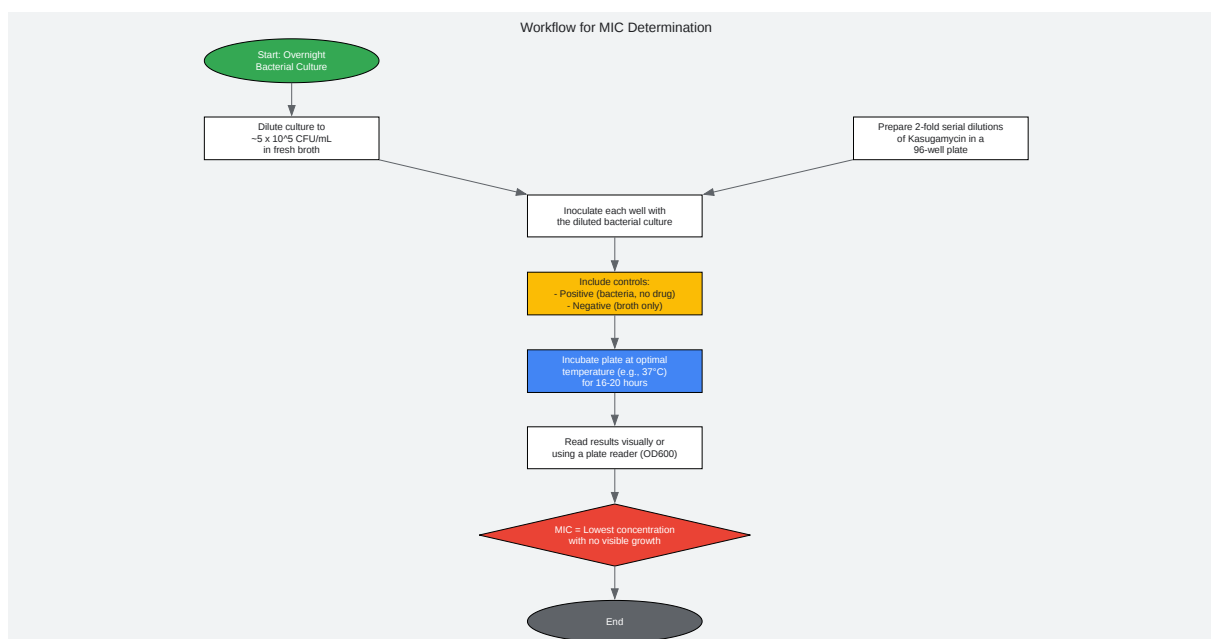 Workflow for MIC Determination
Start: Overnight
Bacterial Culture
Dilute culture to
~5 x 10^5 CFU/mL
in fresh broth
Prepare 2-fold serial dilutions
of Kasugamycin in a
96-well plate
Inoculate each well with
the diluted bacterial culture
Include controls:
- Positive (bacteria, no drug)
- Negative (broth only)
Incubate plate at optimal
temperature (e.g., 37°C)
for 16-20 hours
Read results visually or
using a plate reader (OD600)
MIC = Lowest concentration
with no visible growth
End